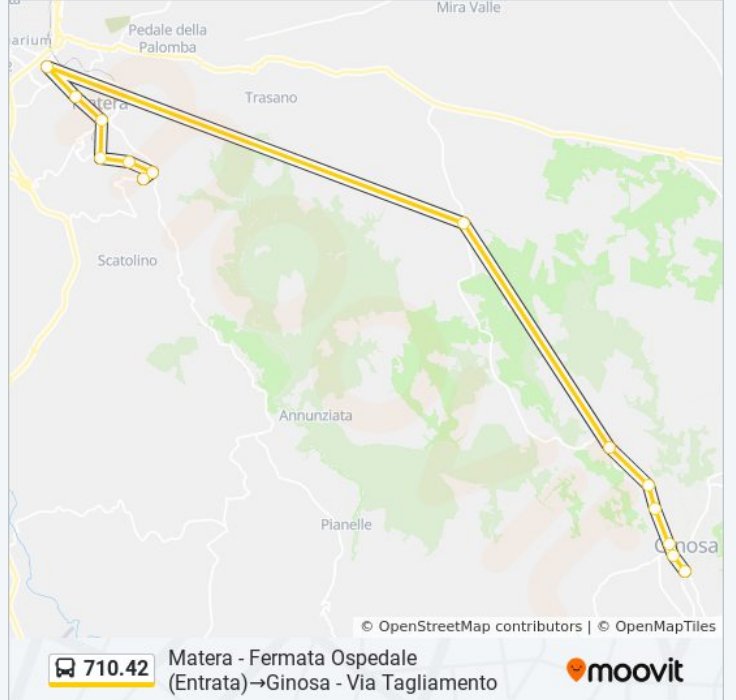 Mira Valle
Pedale della
Palomba
arium
Matera
Trasano
Scatolino
Annunziata
Pianelle
Ginosa
© OpenStreetMap contributors | © OpenMapTiles
710.42
Matera - Fermata Ospedale
(Entrata)→Ginosa - Via Tagliamento
moovit